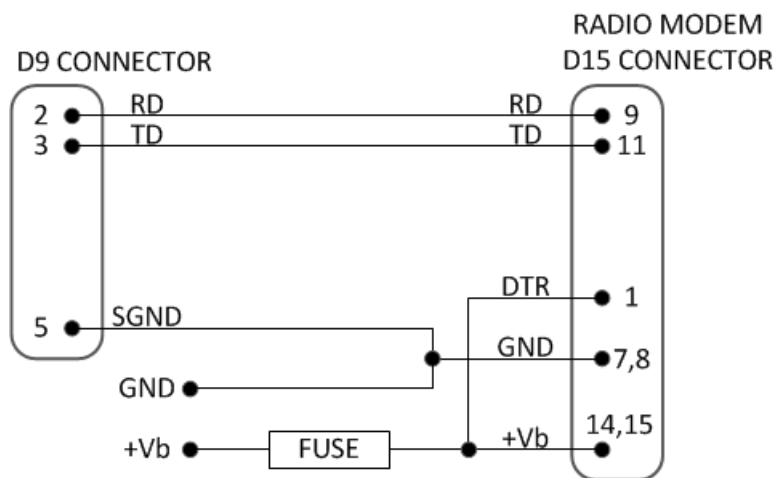 RADIO MODEM
D9 CONNECTOR D15 CONNECTOR
2 RD RD 9
3 TD TD 11
DTR 1
5 SGND
GND 7,8
GND
14,15
+Vb FUSE +Vb